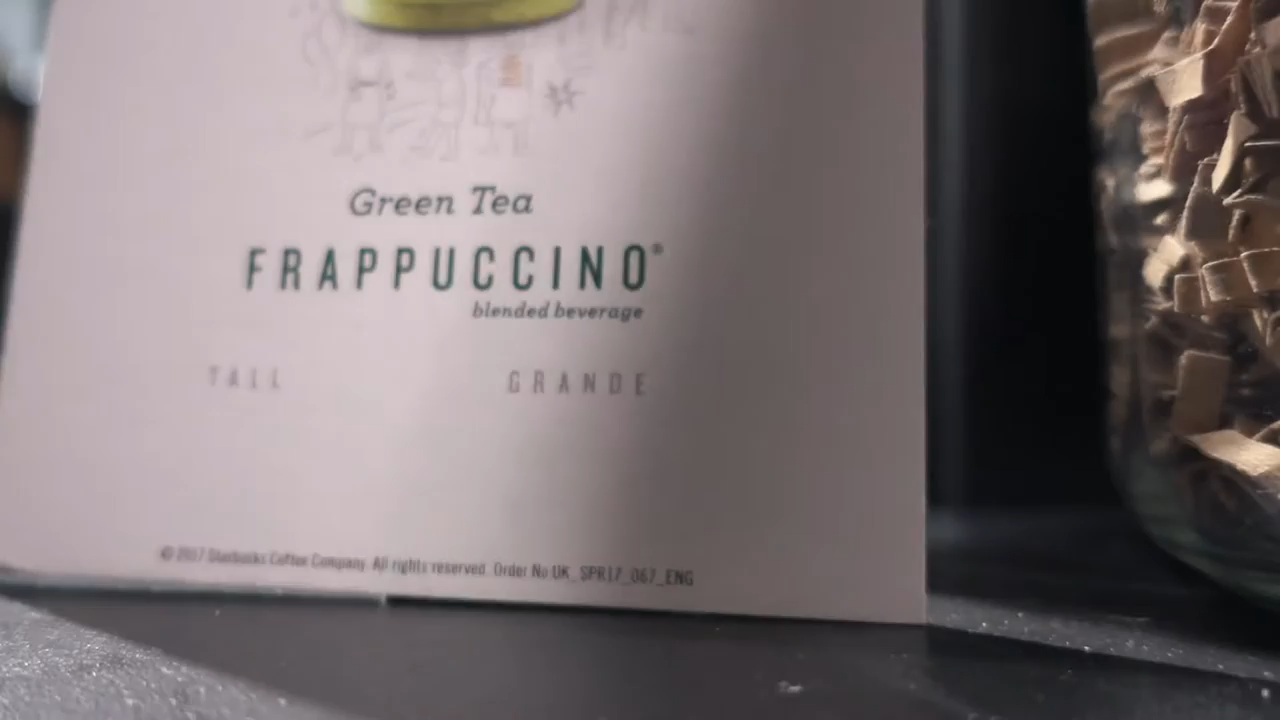 Green Tea
FRAPPUCCINO®
blended beverage
TALL GRANDE
© 2017 Starbucks Coffee Company. All rights reserved. Order No UK_SPR17_067_ENG